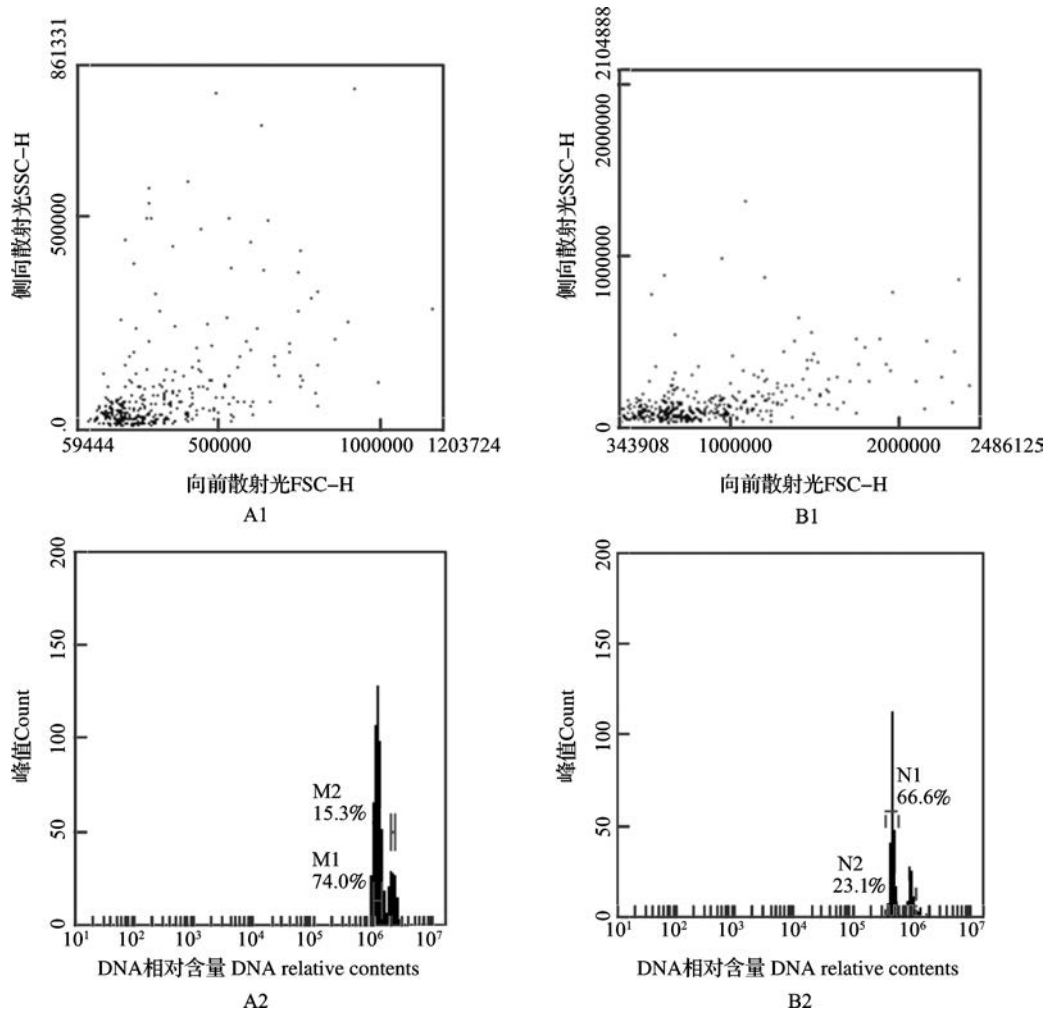 861331
500000
0
59444
500000
1000000
1203724
侧向散射光SSC-H
向前散射光FSC-H
A1
2104888
2000000
1000000
0
343908
1000000
2000000
2486125
侧向散射光SSC-H
向前散射光FSC-H
B1
200
150
100
50
0
峰值Count
M2
15.3%
M1
74.0%
10¹ 10² 10³ 10⁴ 10⁵ 10⁶ 10⁷
DNA相对含量 DNA relative contents
A2
200
150
100
50
0
峰值Count
N1
66.6%
N2
23.1%
10¹ 10² 10³ 10⁴ 10⁵ 10⁶ 10⁷
DNA相对含量 DNA relative contents
B2